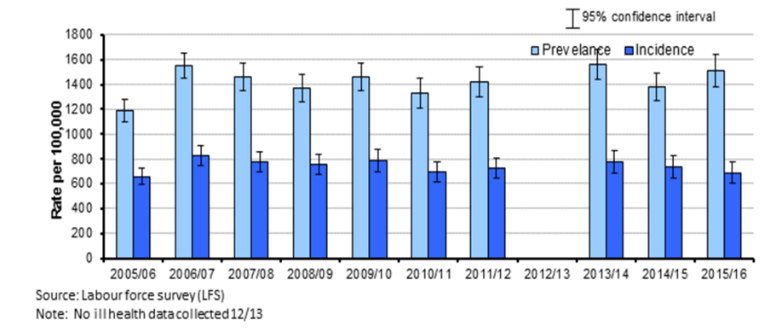 95% confidence interval
Prevelance Incidence
1800
1600
1400
1200
1000
800
600
400
200
0
Rate per 100,000
2005/06 2006/07 2007/08 2008/09 2009/10 2010/11 2011/12 2012/13 2013/14 2014/15 2015/16
Source: Labour force survey (LFS)
Note: No ill health data collected 12/13